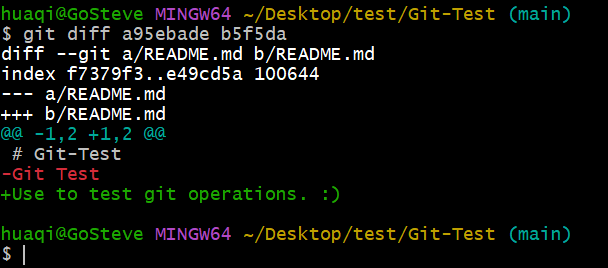 huaqi@GoSteve MINGW64 ~/Desktop/test/Git-Test (main)
$ git diff a95ebade b5f5da
diff --git a/README.md b/README.md
index f7379f3..e49cd5a 100644
--- a/README.md
+++ b/README.md
@@ -1,2 +1,2 @@
 # Git-Test
-Git Test
+Use to test git operations. :)

huaqi@GoSteve MINGW64 ~/Desktop/test/Git-Test (main)
$